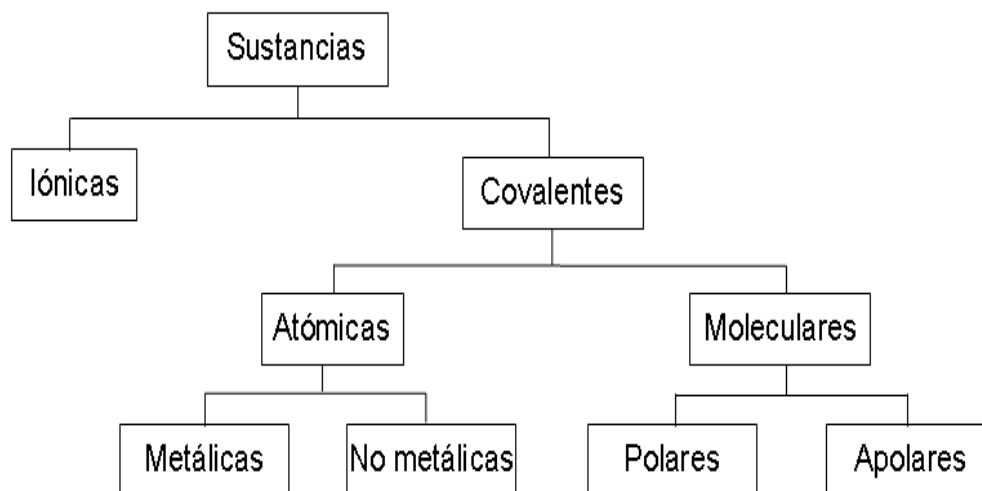 Sustancias
Iónicas
Covalentes
Atómicas
Moleculares
Metálicas
No metálicas
Polares
Apolares